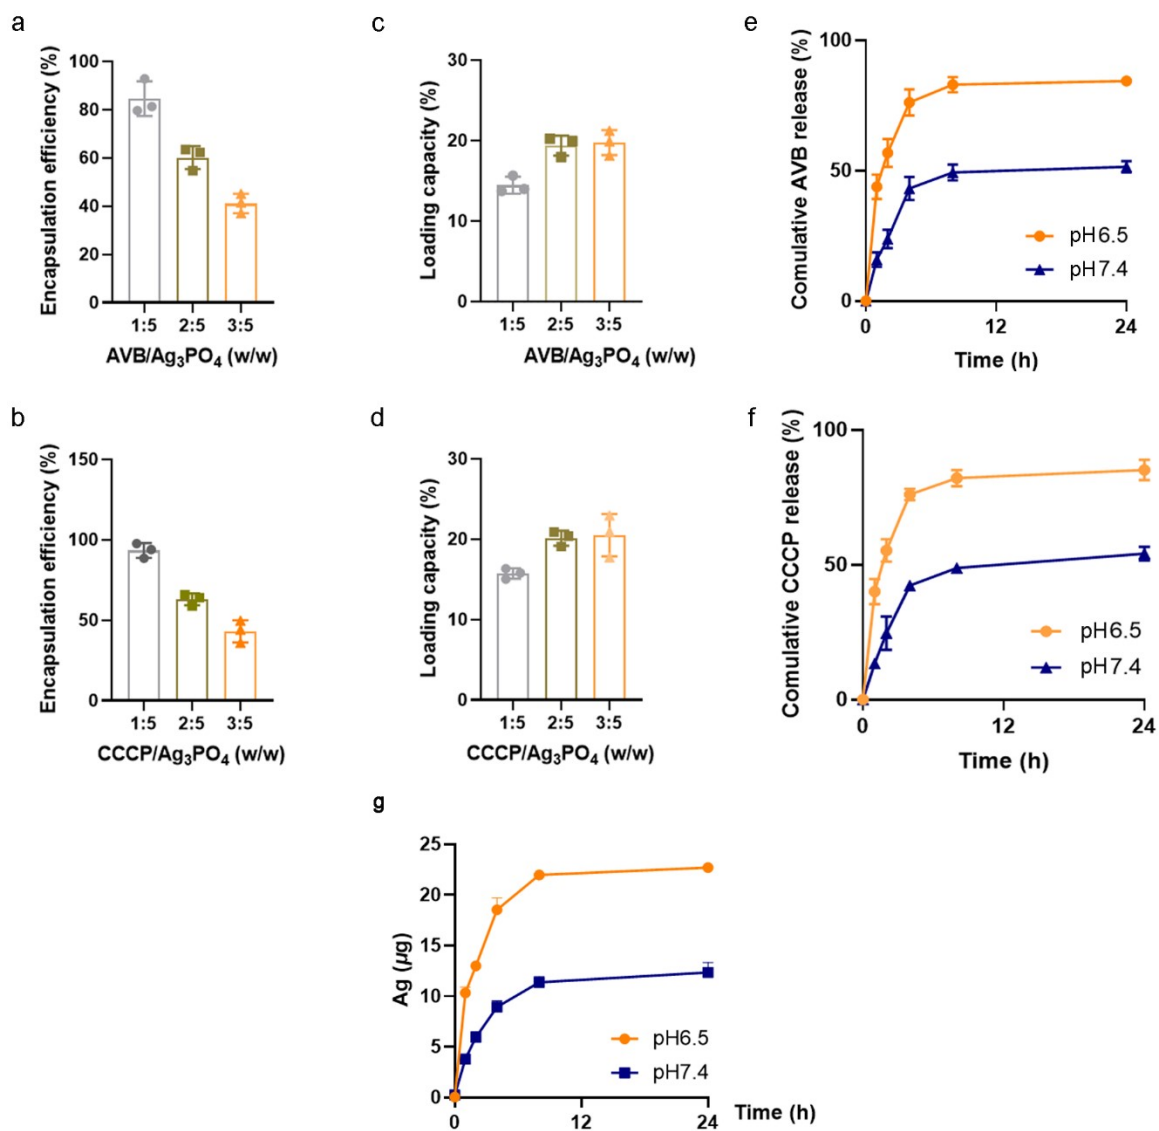 a
Encapsulation efficiency (%)
100
80
60
40
20
0
1:5 2:5 3:5
AVB/Ag₃PO₄ (w/w)
c
Loading capacity (%)
30
20
10
0
1:5 2:5 3:5
AVB/Ag₃PO₄ (w/w)
e
Comulative AVB release (%)
100
50
0
pH6.5
pH7.4
0 12 24
Time (h)
b
Encapsulation efficiency (%)
150
100
50
0
1:5 2:5 3:5
CCCP/Ag₃PO₄ (w/w)
d
Loading capacity (%)
30
20
10
0
1:5 2:5 3:5
CCCP/Ag₃PO₄ (w/w)
f
Comulative CCCP release (%)
100
50
0
pH6.5
pH7.4
0 12 24
Time (h)
g
Ag (µg)
25
20
15
10
5
0
pH6.5
pH7.4
0 12 24
Time (h)